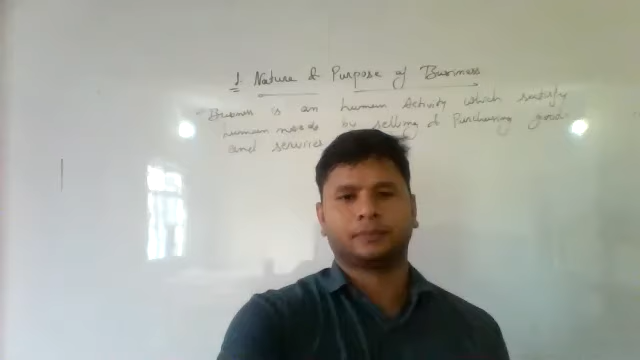 1. Nature & Purpose of Business
Business is an human Activity which satisfy
human needs by selling & Purchasing good
and services